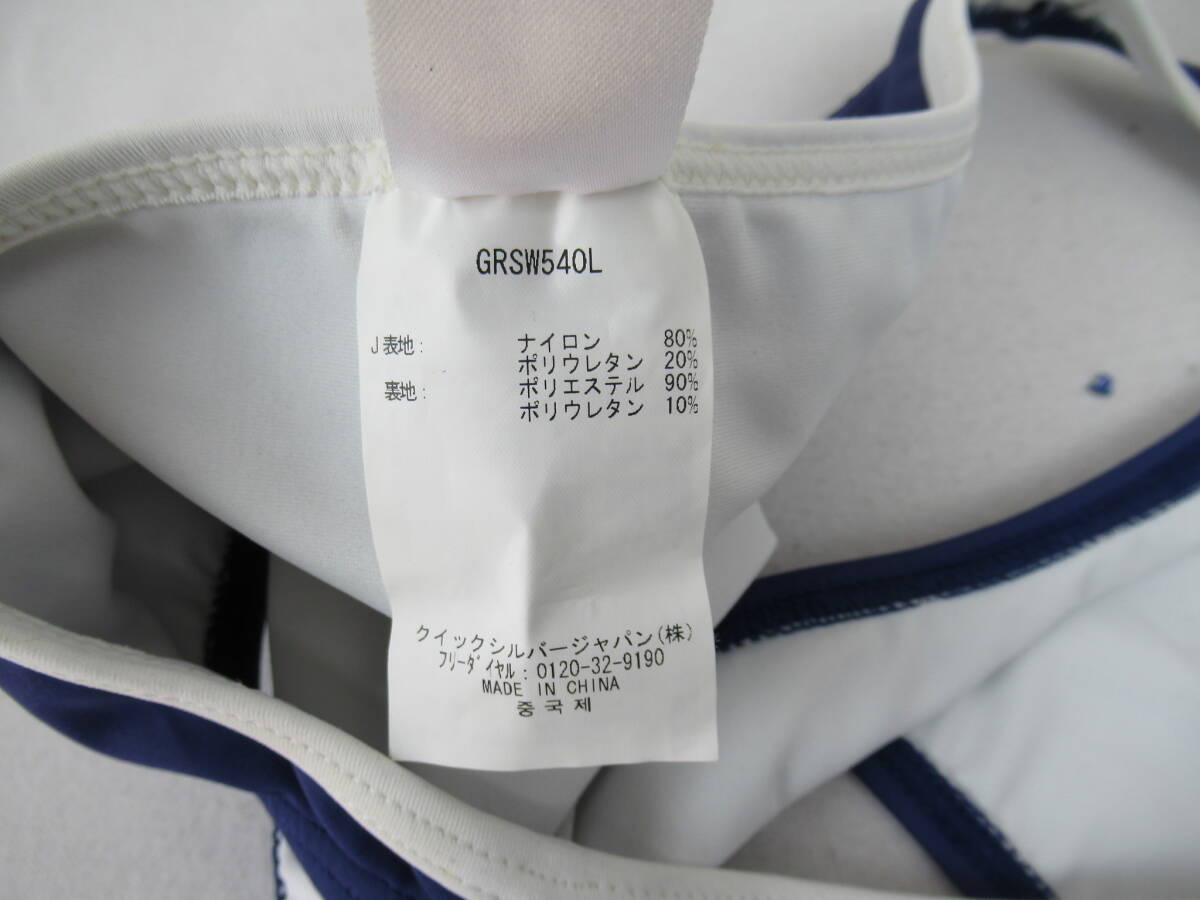 GRSW540L
J表地： ナイロン 80%
ポリウレタン 20%
裏地： ポリエステル 90%
ポリウレタン 10%
クイックシルバージャパン(株)
ﾌﾘｰﾀﾞｲﾔﾙ：0120-32-9190
MADE IN CHINA
중국제